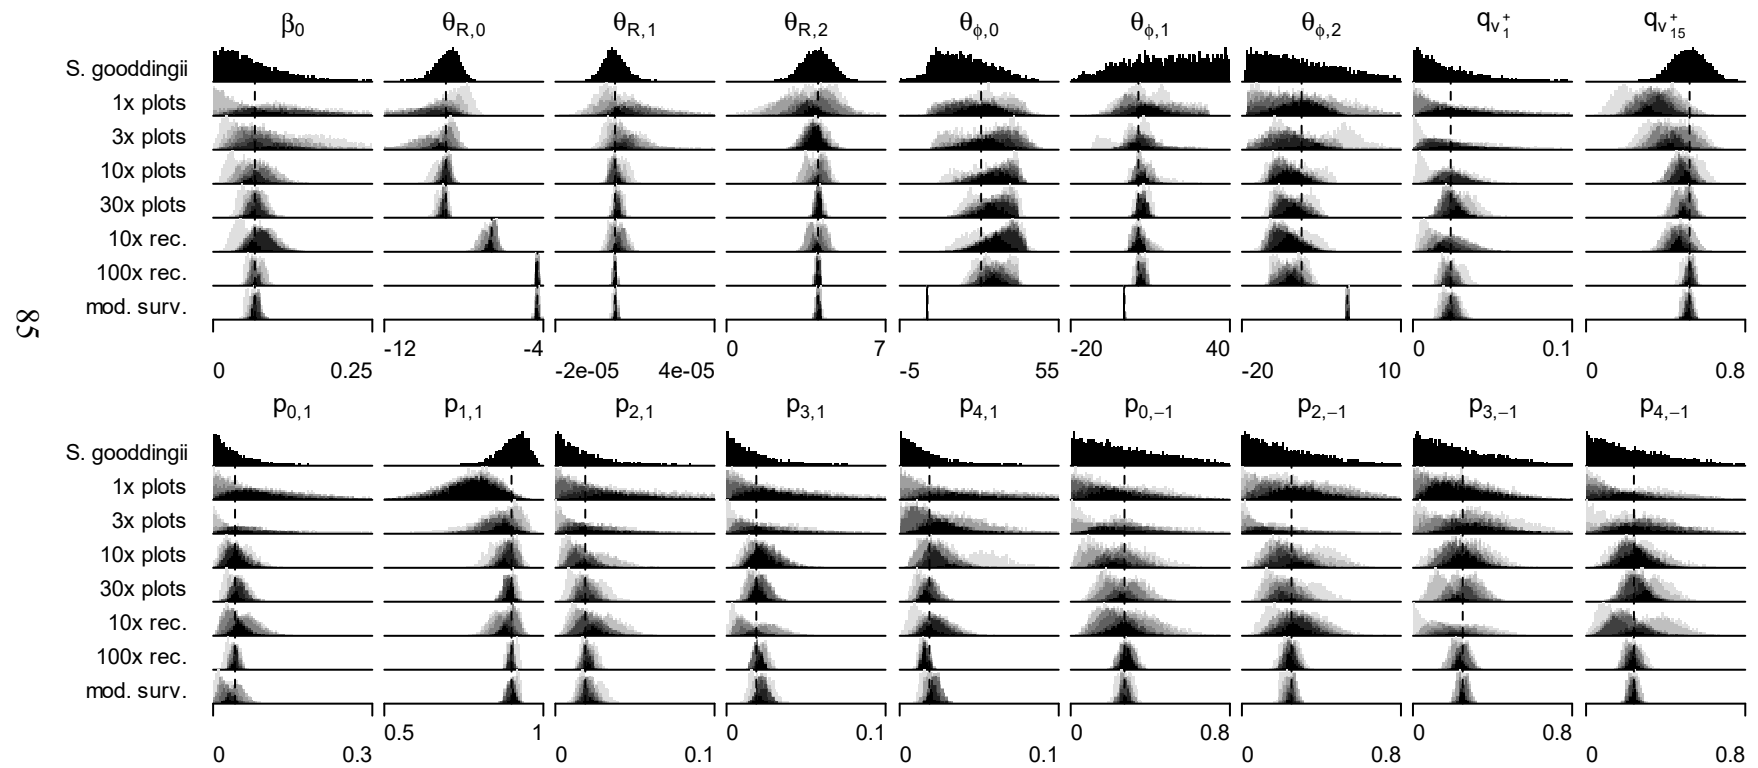 β0 θR,0 θR,1 θR,2 θϕ,0 θϕ,1 θϕ,2 qv1+ qv15+
S. gooddingii
1x plots
3x plots
10x plots
30x plots
10x rec.
100x rec.
mod. surv.
-12 -4 0 7 -20 40 0 0.1
0 0.25 -2e-05 4e-05 -5 55 -20 10 0 0.8
p0,1 p1,1 p2,1 p3,1 p4,1 p0,−1 p2,−1 p3,−1 p4,−1
S. gooddingii
1x plots
3x plots
10x plots
30x plots
10x rec.
100x rec.
mod. surv.
0.5 1 0 0.1 0 0.8 0 0.8
0 0.3 0 0.1 0 0.1 0 0.8 0 0.8
85